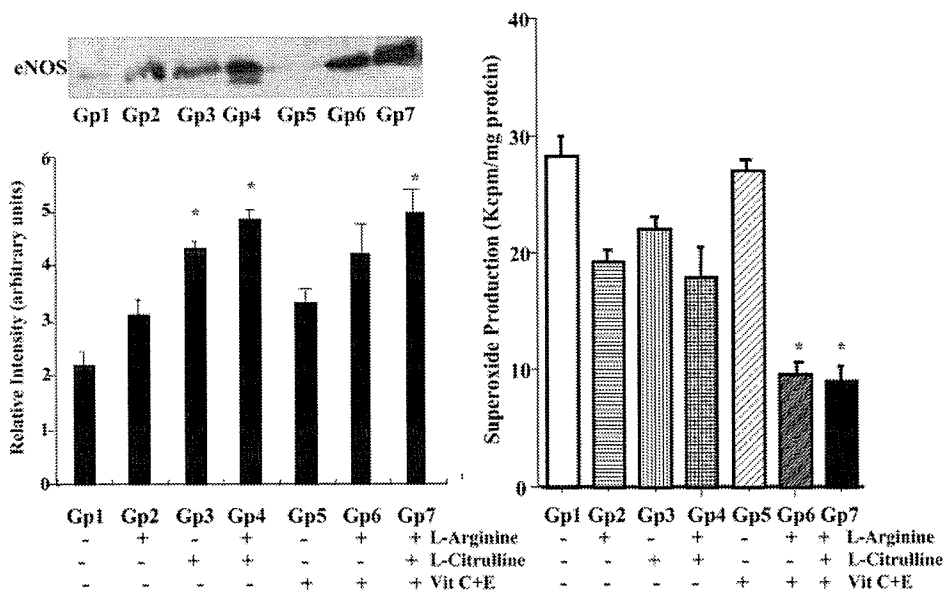 eNOS
Gp1 Gp2 Gp3 Gp4 Gp5 Gp6 Gp7
Relative Intensity (arbitrary units)
6
5
4
3
2
1
0
* * *
Gp1 Gp2 Gp3 Gp4 Gp5 Gp6 Gp7
- + - + - + + L-Arginine
- - + + - - + L-Citrulline
- - - - + + + Vit C+E
Superoxide Production (Kcpm/mg protein)
40
30
20
10
0
* *
Gp1 Gp2 Gp3 Gp4 Gp5 Gp6 Gp7
- + - + - + + L-Arginine
- - + + - - + L-Citrulline
- - - - + + + Vit C+E